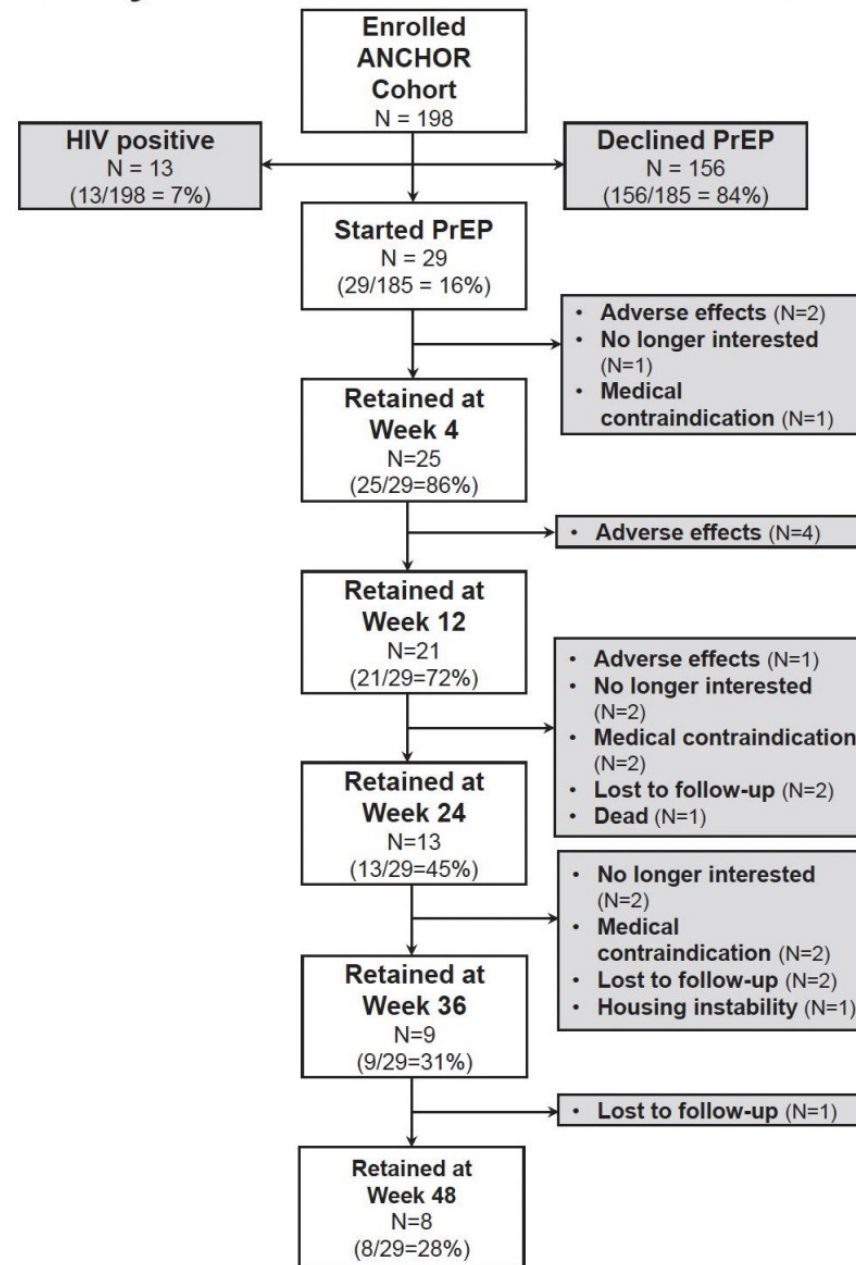 Enrolled
ANCHOR
Cohort
N = 198
HIV positive
N = 13
(13/198 = 7%)
Declined PrEP
N = 156
(156/185 = 84%)
Started PrEP
N = 29
(29/185 = 16%)
• Adverse effects (N=2)
• No longer interested
(N=1)
• Medical
contraindication (N=1)
Retained at
Week 4
N=25
(25/29=86%)
• Adverse effects (N=4)
Retained at
Week 12
N=21
(21/29=72%)
• Adverse effects (N=1)
• No longer interested
(N=2)
• Medical contraindication
(N=2)
• Lost to follow-up (N=2)
• Dead (N=1)
Retained at
Week 24
N=13
(13/29=45%)
• No longer interested
(N=2)
• Medical
contraindication (N=2)
• Lost to follow-up (N=2)
• Housing instability (N=1)
Retained at
Week 36
N=9
(9/29=31%)
• Lost to follow-up (N=1)
Retained at
Week 48
N=8
(8/29=28%)